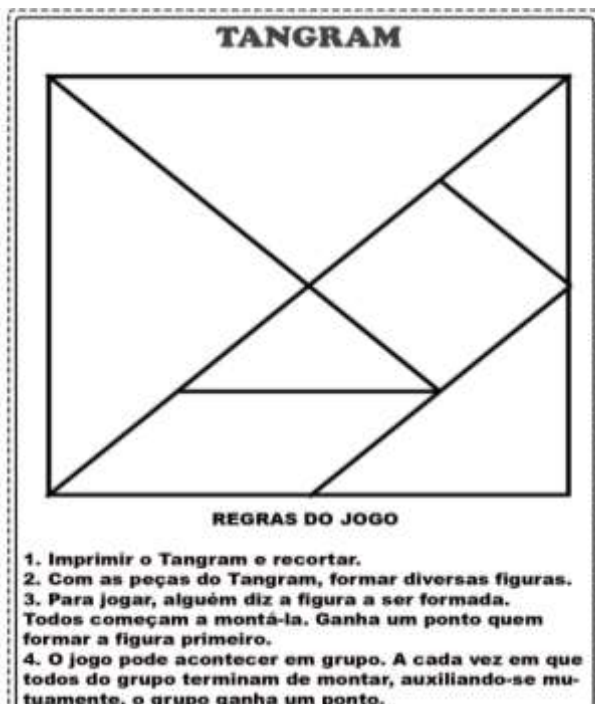 TANGRAM
REGRAS DO JOGO
1. Imprimir o Tangram e recortar.
2. Com as peças do Tangram, formar diversas figuras.
3. Para jogar, alguém diz a figura a ser formada.
Todos começam a montá-la. Ganha um ponto quem
formar a figura primeiro.
4. O jogo pode acontecer em grupo. A cada vez em que
todos do grupo terminam de montar, auxiliando-se mu-
tuamente, o grupo ganha um ponto.